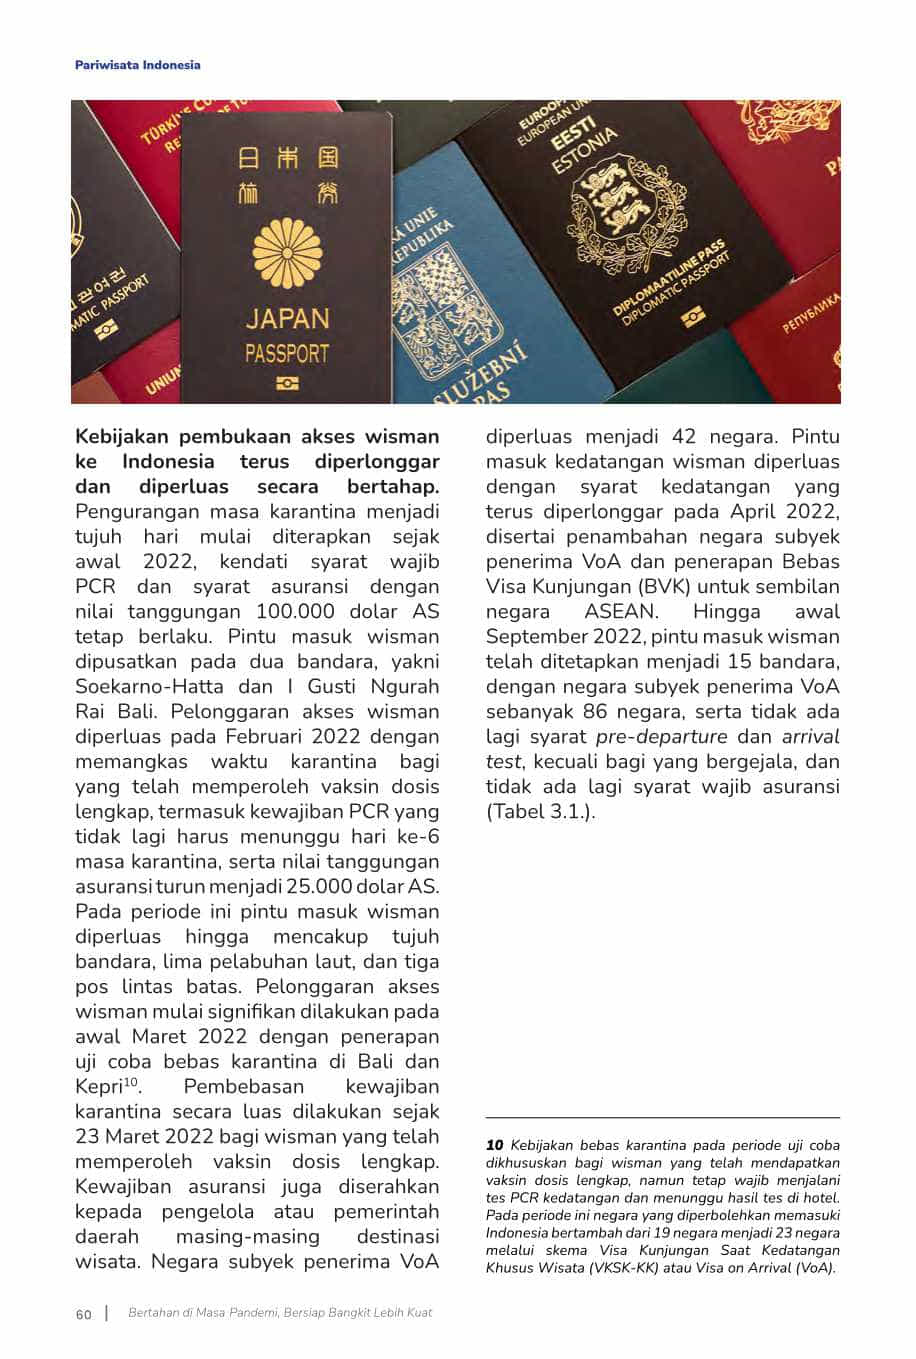 Pariwisata Indonesia
TÜRKİYE CU
RE
OF TU
日本国
旅券
JAPAN
PASSPORT
관여권
MATIC PASSPORT
UNIU
Á UNIE
EPUBLIKA
SLUŽEBNÍ
PAS
EUROOP
EUROPEAN UN
EESTI
ESTONIA
DIPLOMAATILINE PASS
DIPLOMATIC PASSPORT
РЕПУБЛИКА
Kebijakan pembukaan akses wisman
ke Indonesia terus diperlonggar
dan diperluas secara bertahap.
Pengurangan masa karantina menjadi
tujuh hari mulai diterapkan sejak
awal 2022, kendati syarat wajib
PCR dan syarat asuransi dengan
nilai tanggungan 100.000 dolar AS
tetap berlaku. Pintu masuk wisman
dipusatkan pada dua bandara, yakni
Soekarno-Hatta dan I Gusti Ngurah
Rai Bali. Pelonggaran akses wisman
diperluas pada Februari 2022 dengan
memangkas waktu karantina bagi
yang telah memperoleh vaksin dosis
lengkap, termasuk kewajiban PCR yang
tidak lagi harus menunggu hari ke-6
masa karantina, serta nilai tanggungan
asuransi turun menjadi 25.000 dolar AS.
Pada periode ini pintu masuk wisman
diperluas hingga mencakup tujuh
bandara, lima pelabuhan laut, dan tiga
pos lintas batas. Pelonggaran akses
wisman mulai signifikan dilakukan pada
awal Maret 2022 dengan penerapan
uji coba bebas karantina di Bali dan
Kepri¹⁰. Pembebasan kewajiban
karantina secara luas dilakukan sejak
23 Maret 2022 bagi wisman yang telah
memperoleh vaksin dosis lengkap.
Kewajiban asuransi juga diserahkan
kepada pengelola atau pemerintah
daerah masing-masing destinasi
wisata. Negara subyek penerima VoA
diperluas menjadi 42 negara. Pintu
masuk kedatangan wisman diperluas
dengan syarat kedatangan yang
terus diperlonggar pada April 2022,
disertai penambahan negara subyek
penerima VoA dan penerapan Bebas
Visa Kunjungan (BVK) untuk sembilan
negara ASEAN. Hingga awal
September 2022, pintu masuk wisman
telah ditetapkan menjadi 15 bandara,
dengan negara subyek penerima VoA
sebanyak 86 negara, serta tidak ada
lagi syarat pre-departure dan arrival
test, kecuali bagi yang bergejala, dan
tidak ada lagi syarat wajib asuransi
(Tabel 3.1.).
10 Kebijakan bebas karantina pada periode uji coba
dikhususkan bagi wisman yang telah mendapatkan
vaksin dosis lengkap, namun tetap wajib menjalani
tes PCR kedatangan dan menunggu hasil tes di hotel.
Pada periode ini negara yang diperbolehkan memasuki
Indonesia bertambah dari 19 negara menjadi 23 negara
melalui skema Visa Kunjungan Saat Kedatangan
Khusus Wisata (VKSK-KK) atau Visa on Arrival (VoA).
60 | Bertahan di Masa Pandemi, Bersiap Bangkit Lebih Kuat